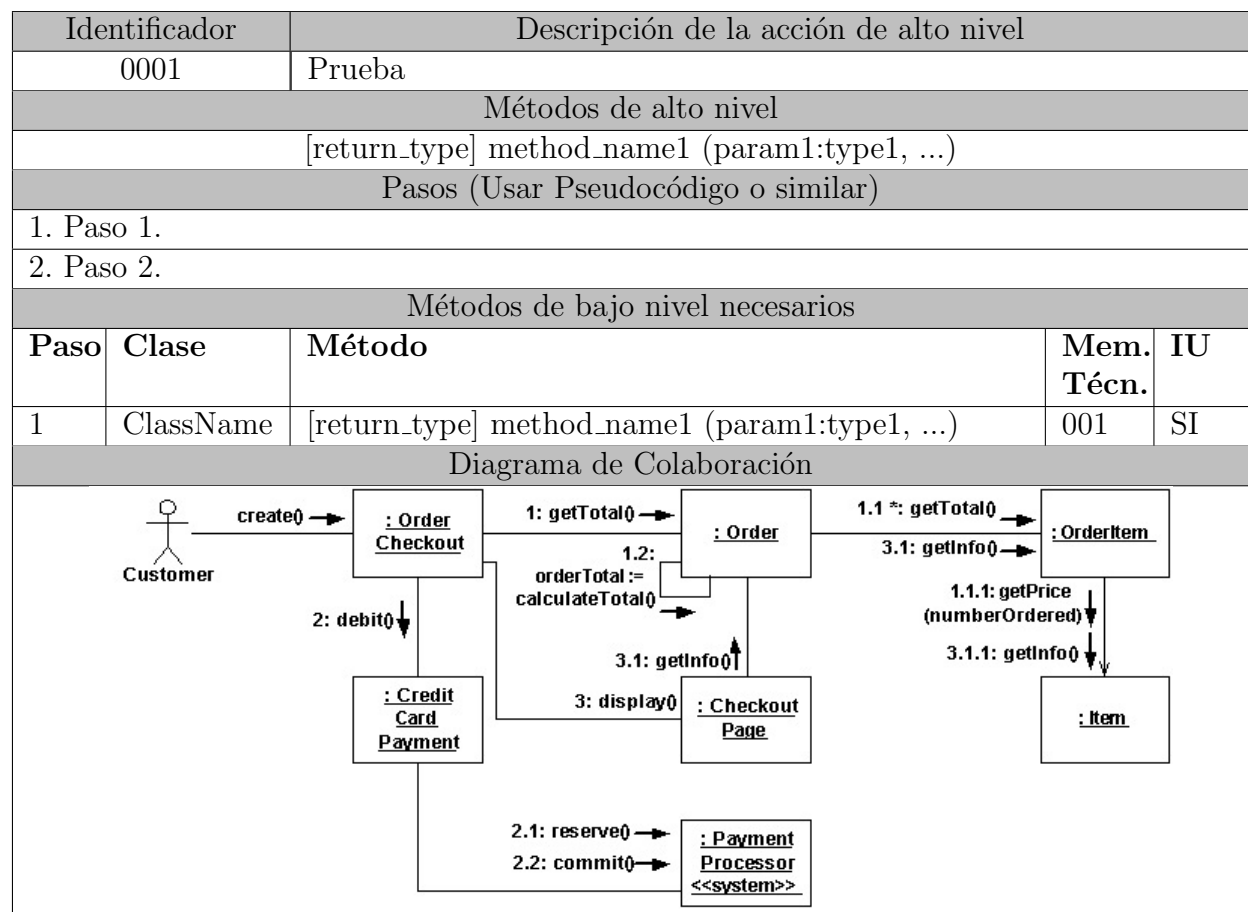 Identificador Descripción de la acción de alto nivel
0001 Prueba
Métodos de alto nivel
[return_type] method_name1 (param1:type1, ...)
Pasos (Usar Pseudocódigo o similar)
1. Paso 1.
2. Paso 2.
Métodos de bajo nivel necesarios
Paso Clase Método Mem. IU
Técn.
1 ClassName [return_type] method_name1 (param1:type1, ...) 001 SI
Diagrama de Colaboración
Customer
create()
: Order
Checkout
1: getTotal()
: Order
1.2:
orderTotal :=
calculateTotal()
1.1 *: getTotal()
3.1: getInfo()
: OrderItem
1.1.1: getPrice
(numberOrdered)
3.1.1: getInfo()
: Item
2: debit()
3.1: getInfo()
3: display()
: Checkout
Page
: Credit
Card
Payment
2.1: reserve()
2.2: commit()
: Payment
Processor
<<system>>